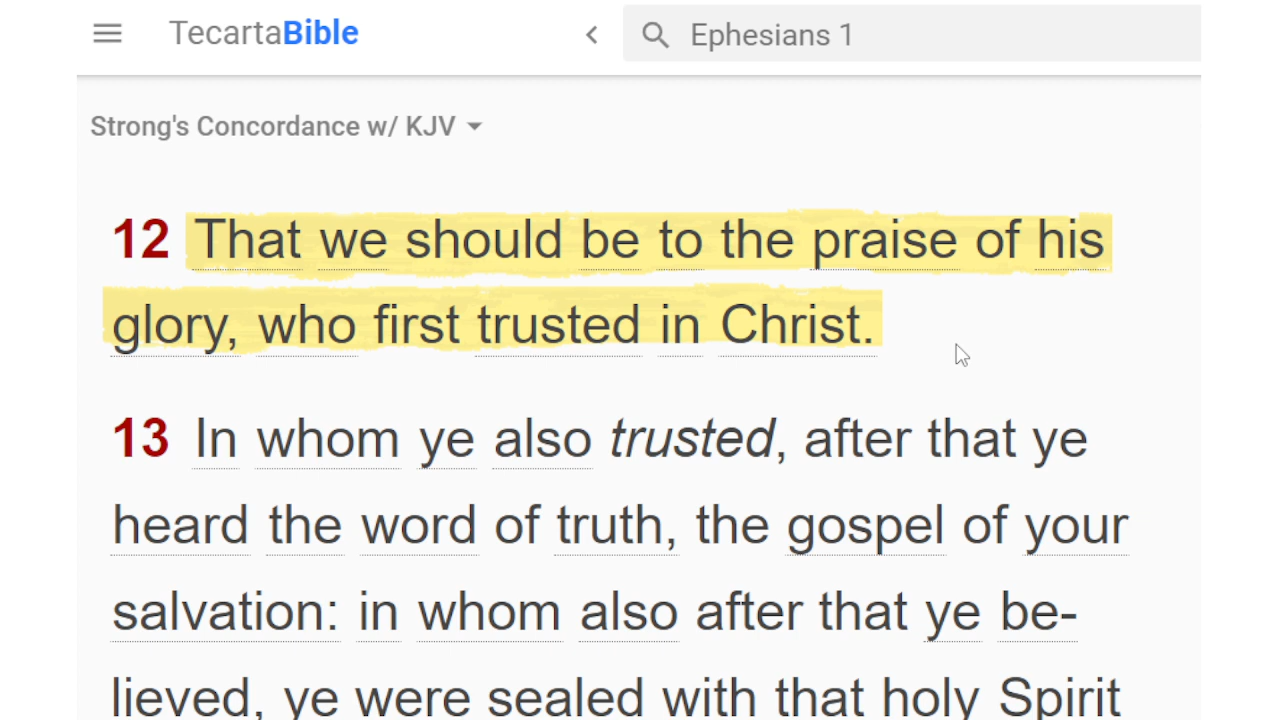 TecartaBible
Ephesians 1
Strong's Concordance w/ KJV
12 That we should be to the praise of his
glory, who first trusted in Christ.
13 In whom ye also trusted, after that ye
heard the word of truth, the gospel of your
salvation: in whom also after that ye be-
lieved, ye were sealed with that holy Spirit